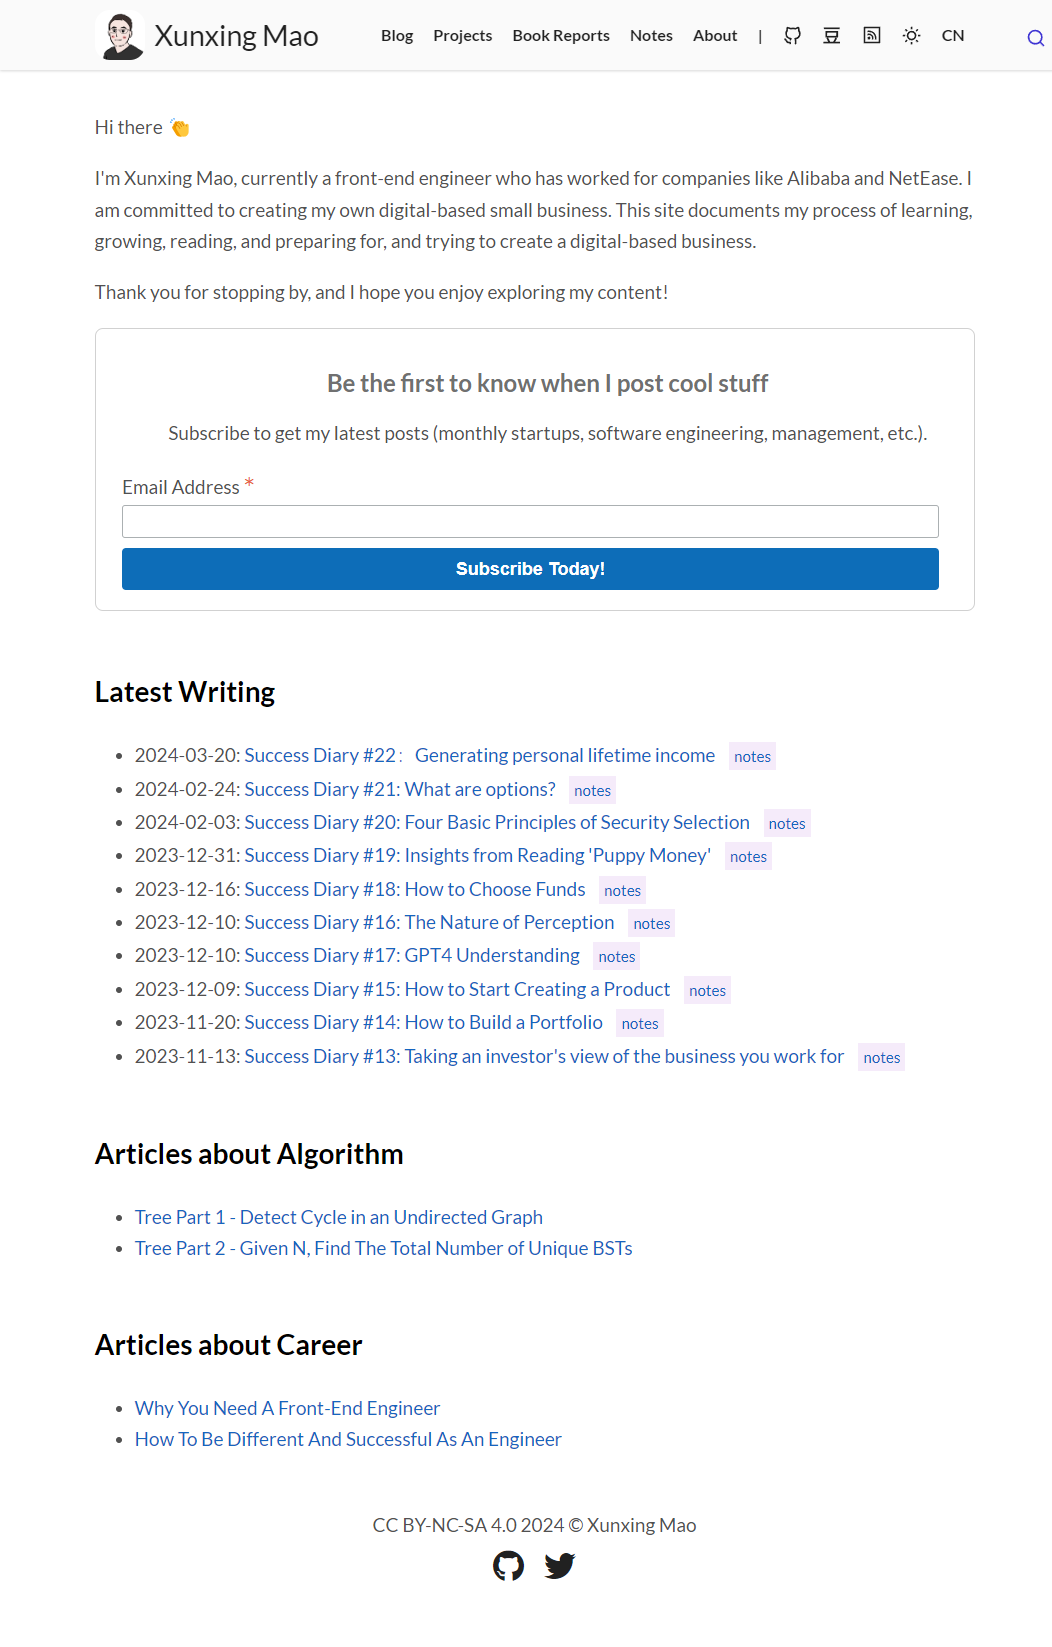 Xunxing Mao
Blog Projects Book Reports Notes About | CN
Hi there 👏
I'm Xunxing Mao, currently a front-end engineer who has worked for companies like Alibaba and NetEase. I
am committed to creating my own digital-based small business. This site documents my process of learning,
growing, reading, and preparing for, and trying to create a digital-based business.
Thank you for stopping by, and I hope you enjoy exploring my content!
Be the first to know when I post cool stuff
Subscribe to get my latest posts (monthly startups, software engineering, management, etc.).
Email Address *
Subscribe Today!
Latest Writing
• 2024-03-20: Success Diary #22： Generating personal lifetime income notes
• 2024-02-24: Success Diary #21: What are options? notes
• 2024-02-03: Success Diary #20: Four Basic Principles of Security Selection notes
• 2023-12-31: Success Diary #19: Insights from Reading 'Puppy Money' notes
• 2023-12-16: Success Diary #18: How to Choose Funds notes
• 2023-12-10: Success Diary #16: The Nature of Perception notes
• 2023-12-10: Success Diary #17: GPT4 Understanding notes
• 2023-12-09: Success Diary #15: How to Start Creating a Product notes
• 2023-11-20: Success Diary #14: How to Build a Portfolio notes
• 2023-11-13: Success Diary #13: Taking an investor's view of the business you work for notes
Articles about Algorithm
• Tree Part 1 - Detect Cycle in an Undirected Graph
• Tree Part 2 - Given N, Find The Total Number of Unique BSTs
Articles about Career
• Why You Need A Front-End Engineer
• How To Be Different And Successful As An Engineer
CC BY-NC-SA 4.0 2024 © Xunxing Mao